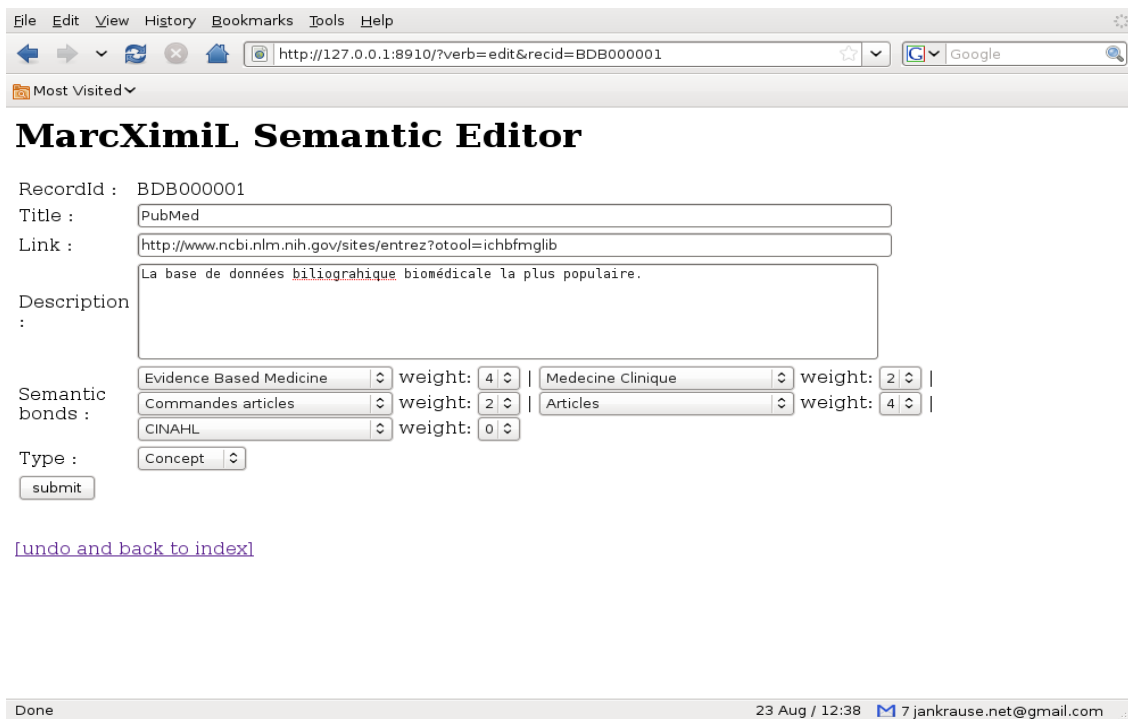 File Edit View History Bookmarks Tools Help
http://127.0.0.1:8910/?verb=edit&recid=BDB000001 G Google
Most Visited
MarcXimiL Semantic Editor
RecordId : BDB000001
Title : PubMed
Link : http://www.ncbi.nlm.nih.gov/sites/entrez?otool=ichbfmglib
La base de données biliograhique biomédicale la plus populaire.
Description
:
Evidence Based Medicine weight: 4 | Medecine Clinique weight: 2 |
Semantic
bonds :
Commandes articles weight: 2 | Articles weight: 4 |
CINAHL weight: 0
Type : Concept
submit
[undo and back to index]
Done 23 Aug / 12:38 7 jankrause.net@gmail.com